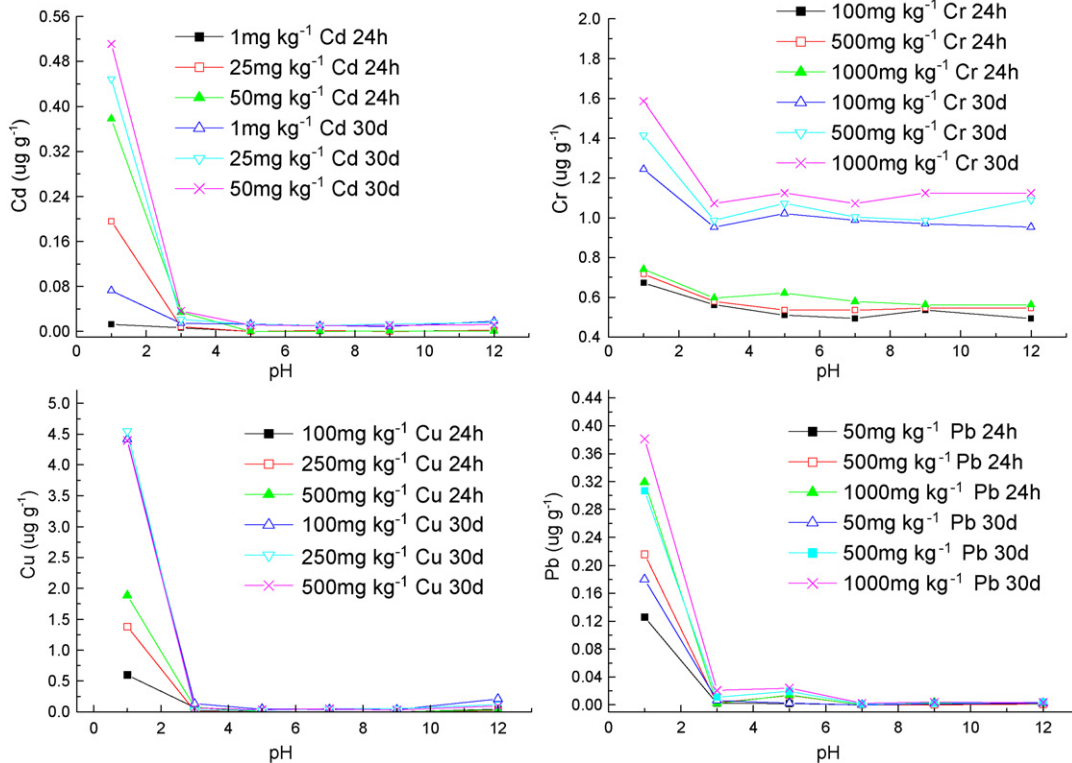 0.56
0.48
0.40
0.32
0.24
0.16
0.08
0.00
Cd (ug g⁻¹)
1mg kg⁻¹ Cd 24h
25mg kg⁻¹ Cd 24h
50mg kg⁻¹ Cd 24h
1mg kg⁻¹ Cd 30d
25mg kg⁻¹ Cd 30d
50mg kg⁻¹ Cd 30d
0 2 4 6 8 10 12
pH
2.0
1.8
1.6
1.4
1.2
1.0
0.8
0.6
0.4
Cr (ug g⁻¹)
100mg kg⁻¹ Cr 24h
500mg kg⁻¹ Cr 24h
1000mg kg⁻¹ Cr 24h
100mg kg⁻¹ Cr 30d
500mg kg⁻¹ Cr 30d
1000mg kg⁻¹ Cr 30d
0 2 4 6 8 10 12
pH
5.0
4.5
4.0
3.5
3.0
2.5
2.0
1.5
1.0
0.5
0.0
Cu (ug g⁻¹)
100mg kg⁻¹ Cu 24h
250mg kg⁻¹ Cu 24h
500mg kg⁻¹ Cu 24h
100mg kg⁻¹ Cu 30d
250mg kg⁻¹ Cu 30d
500mg kg⁻¹ Cu 30d
0 2 4 6 8 10 12
pH
0.44
0.40
0.36
0.32
0.28
0.24
0.20
0.16
0.12
0.08
0.04
0.00
Pb (ug g⁻¹)
50mg kg⁻¹ Pb 24h
500mg kg⁻¹ Pb 24h
1000mg kg⁻¹ Pb 24h
50mg kg⁻¹ Pb 30d
500mg kg⁻¹ Pb 30d
1000mg kg⁻¹ Pb 30d
0 2 4 6 8 10 12
pH